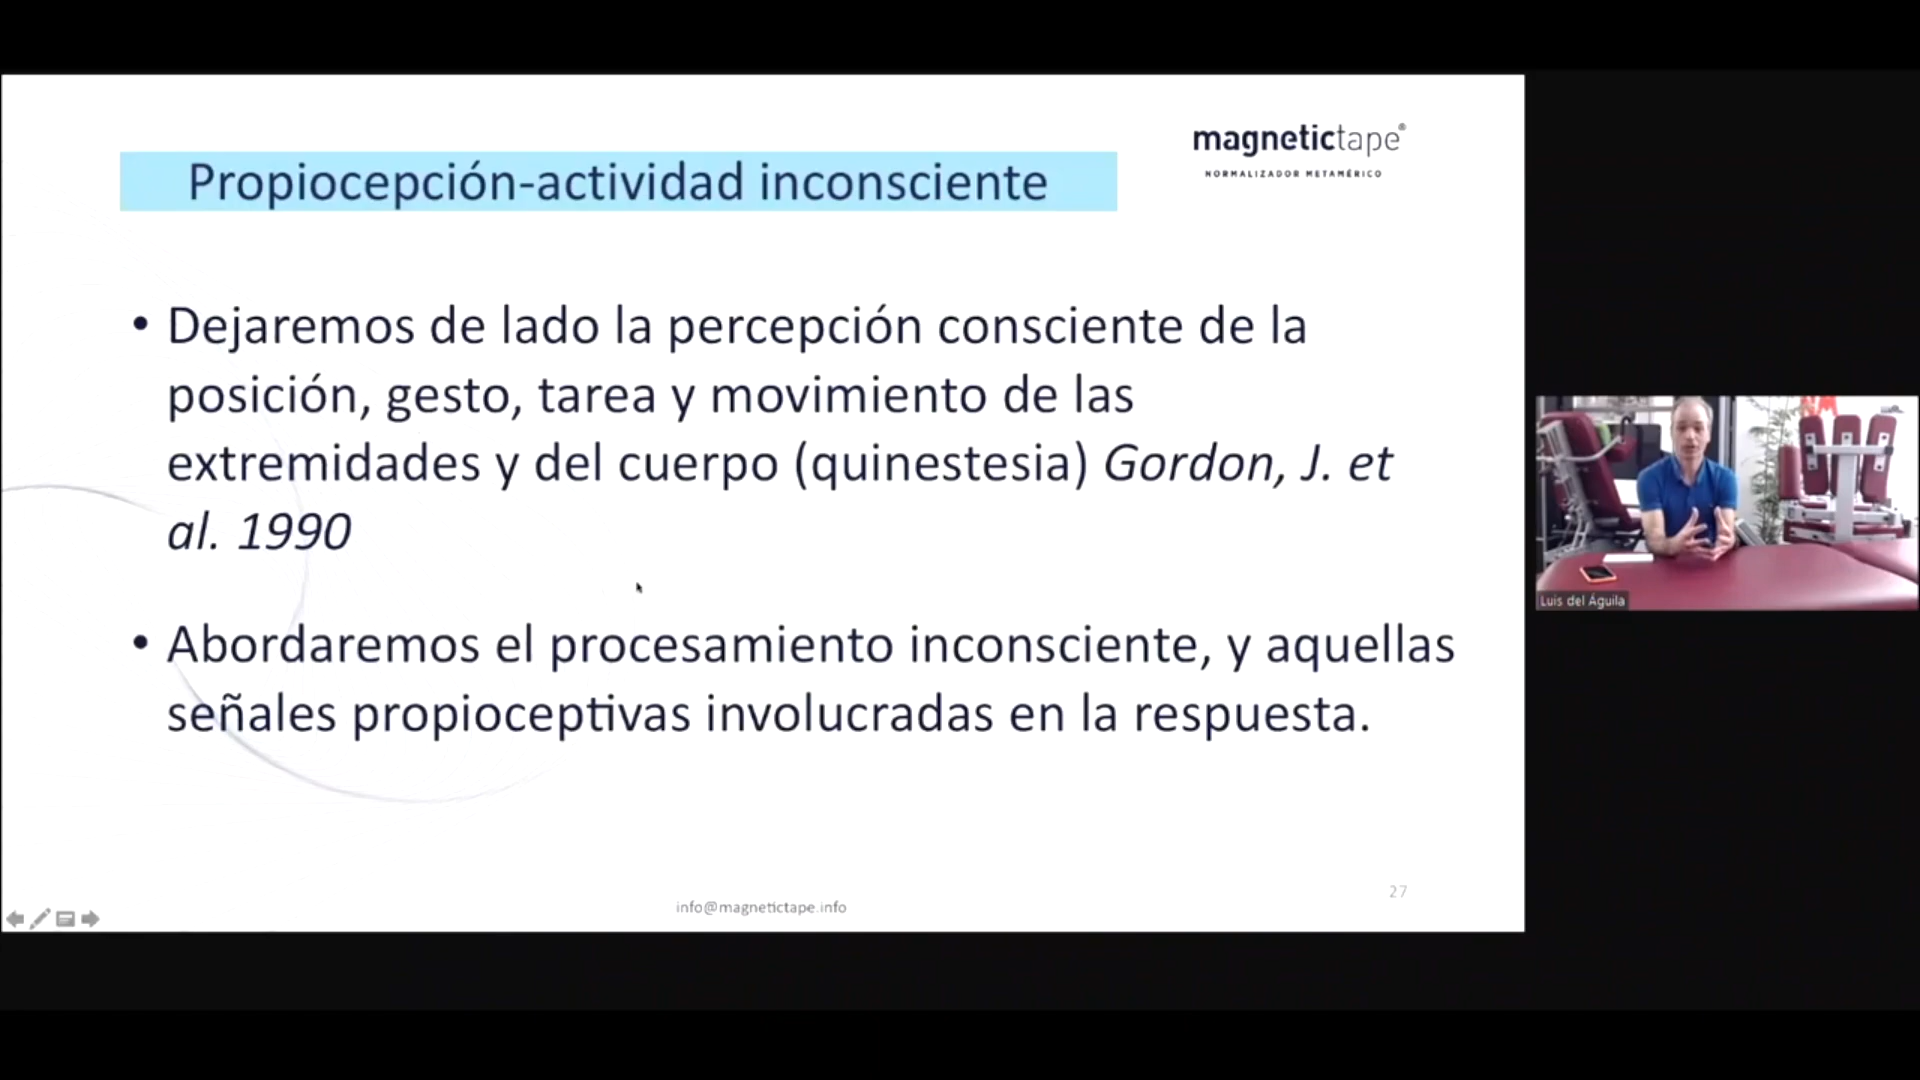 magnetictape®
NORMALIZADOR METAMÉRICO
Propiocepción-actividad inconsciente
• Dejaremos de lado la percepción consciente de la
posición, gesto, tarea y movimiento de las
extremidades y del cuerpo (quinestesia) Gordon, J. et
al. 1990
• Abordaremos el procesamiento inconsciente, y aquellas
señales propioceptivas involucradas en la respuesta.
27
info@magnetictape.info
Luis del Águila